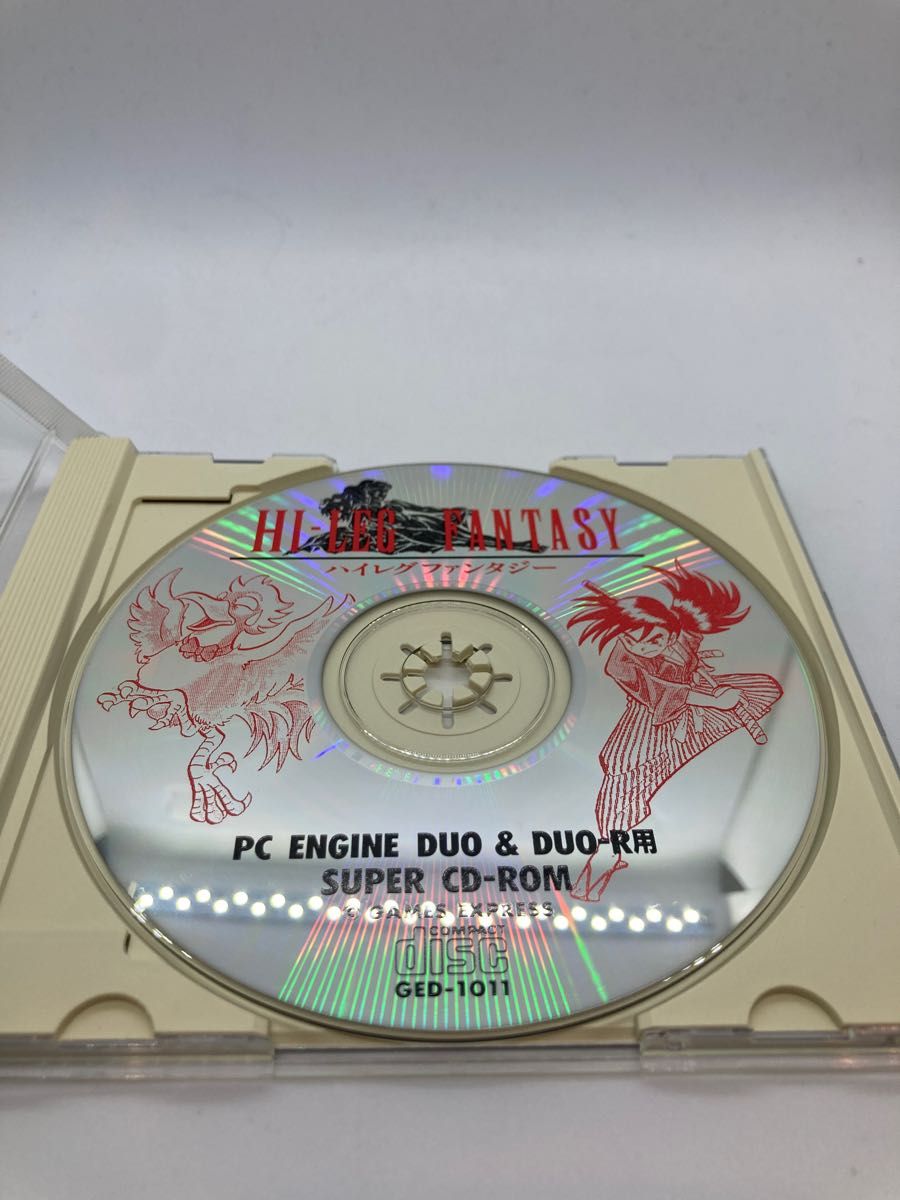 HI-LEG FANTASY
ハイレグファンタジー
PC ENGINE DUO & DUO-R用
SUPER CD-ROM
© GAMES EXPRESS
COMPACT
disc
GED-1011